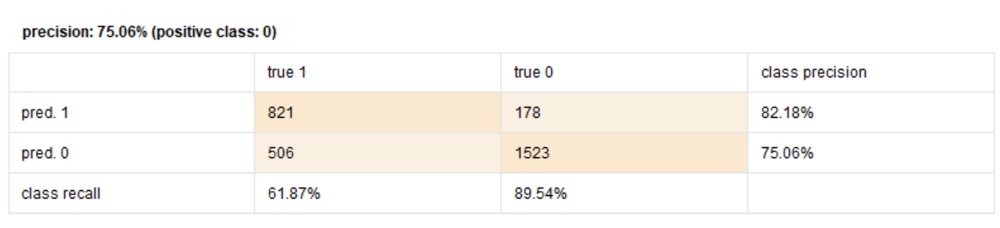 precision: 75.06% (positive class: 0)
true 1 true 0 class precision
pred. 1 821 178 82.18%
pred. 0 506 1523 75.06%
class recall 61.87% 89.54%